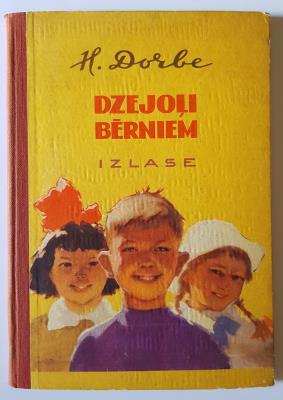 H. Dorbe
DZEJOĻI
BĒRNIEM
IZLASE